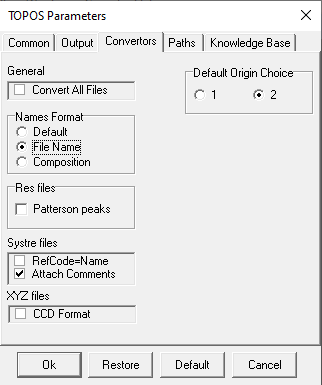 TOPOS Parameters
Common Output Convertors Paths Knowledge Base
General
Convert All Files
Names Format
Default
File Name
Composition
Res files
Patterson peaks
Systre files
RefCode=Name
Attach Comments
XYZ files
CCD Format
Default Origin Choice
1 2
Ok Restore Default Cancel